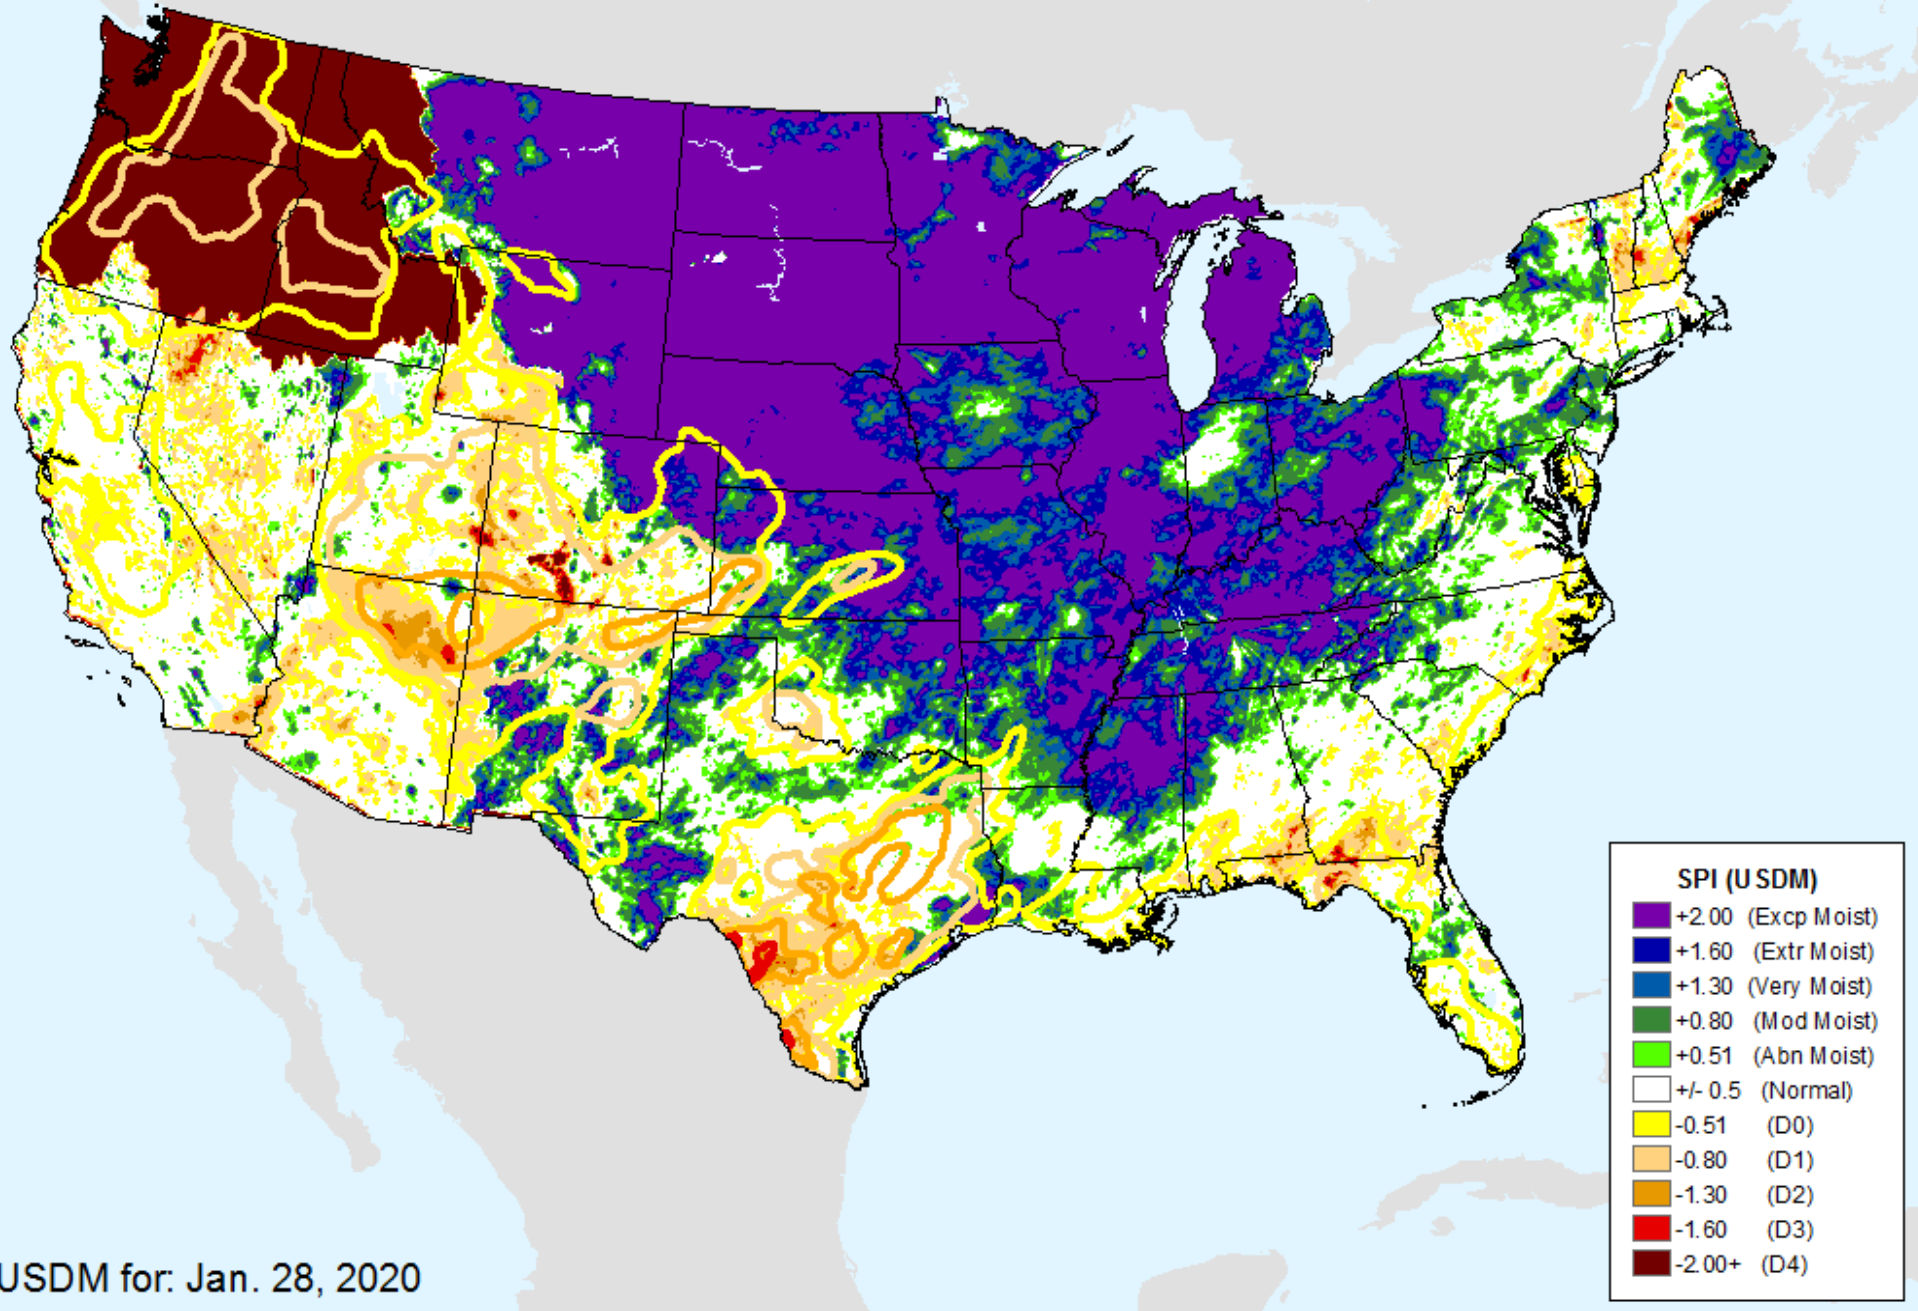 SPI (USDM)
+2.00 (Excp Moist)
+1.60 (Extr Moist)
+1.30 (Very Moist)
+0.80 (Mod Moist)
+0.51 (Abn Moist)
+/- 0.5 (Normal)
-0.51 (D0)
-0.80 (D1)
-1.30 (D2)
-1.60 (D3)
-2.00+ (D4)
USDM for: Jan. 28, 2020